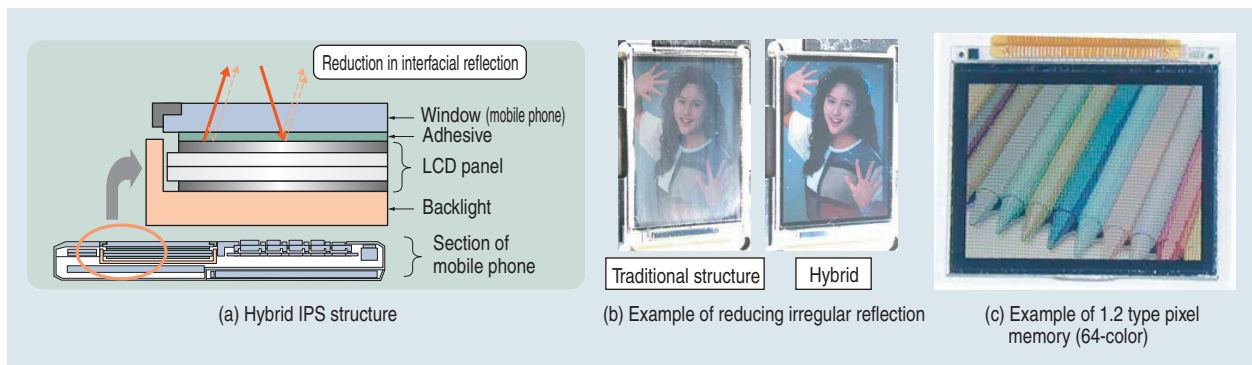 Reduction in interfacial reflection
Window (mobile phone)
Adhesive
LCD panel
Backlight
Section of
mobile phone
(a) Hybrid IPS structure
Traditional structure
Hybrid
(b) Example of reducing irregular reflection
(c) Example of 1.2 type pixel
memory (64-color)